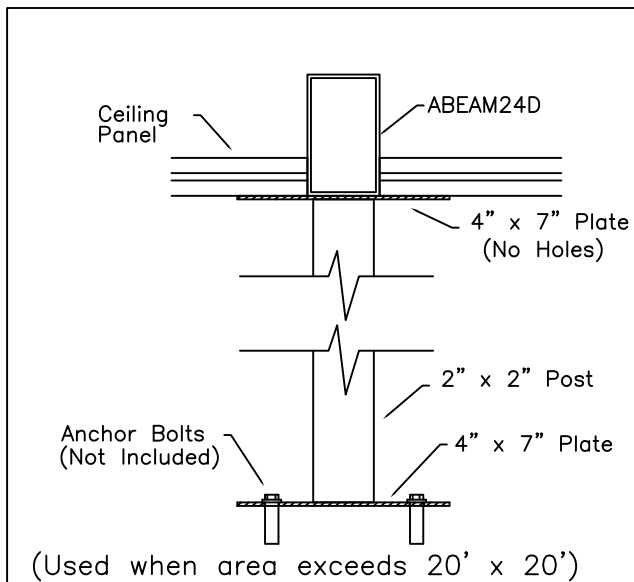 Ceiling
Panel
ABEAM24D
4" x 7" Plate
(No Holes)
2" x 2" Post
Anchor Bolts
(Not Included)
4" x 7" Plate
(Used when area exceeds 20' x 20')